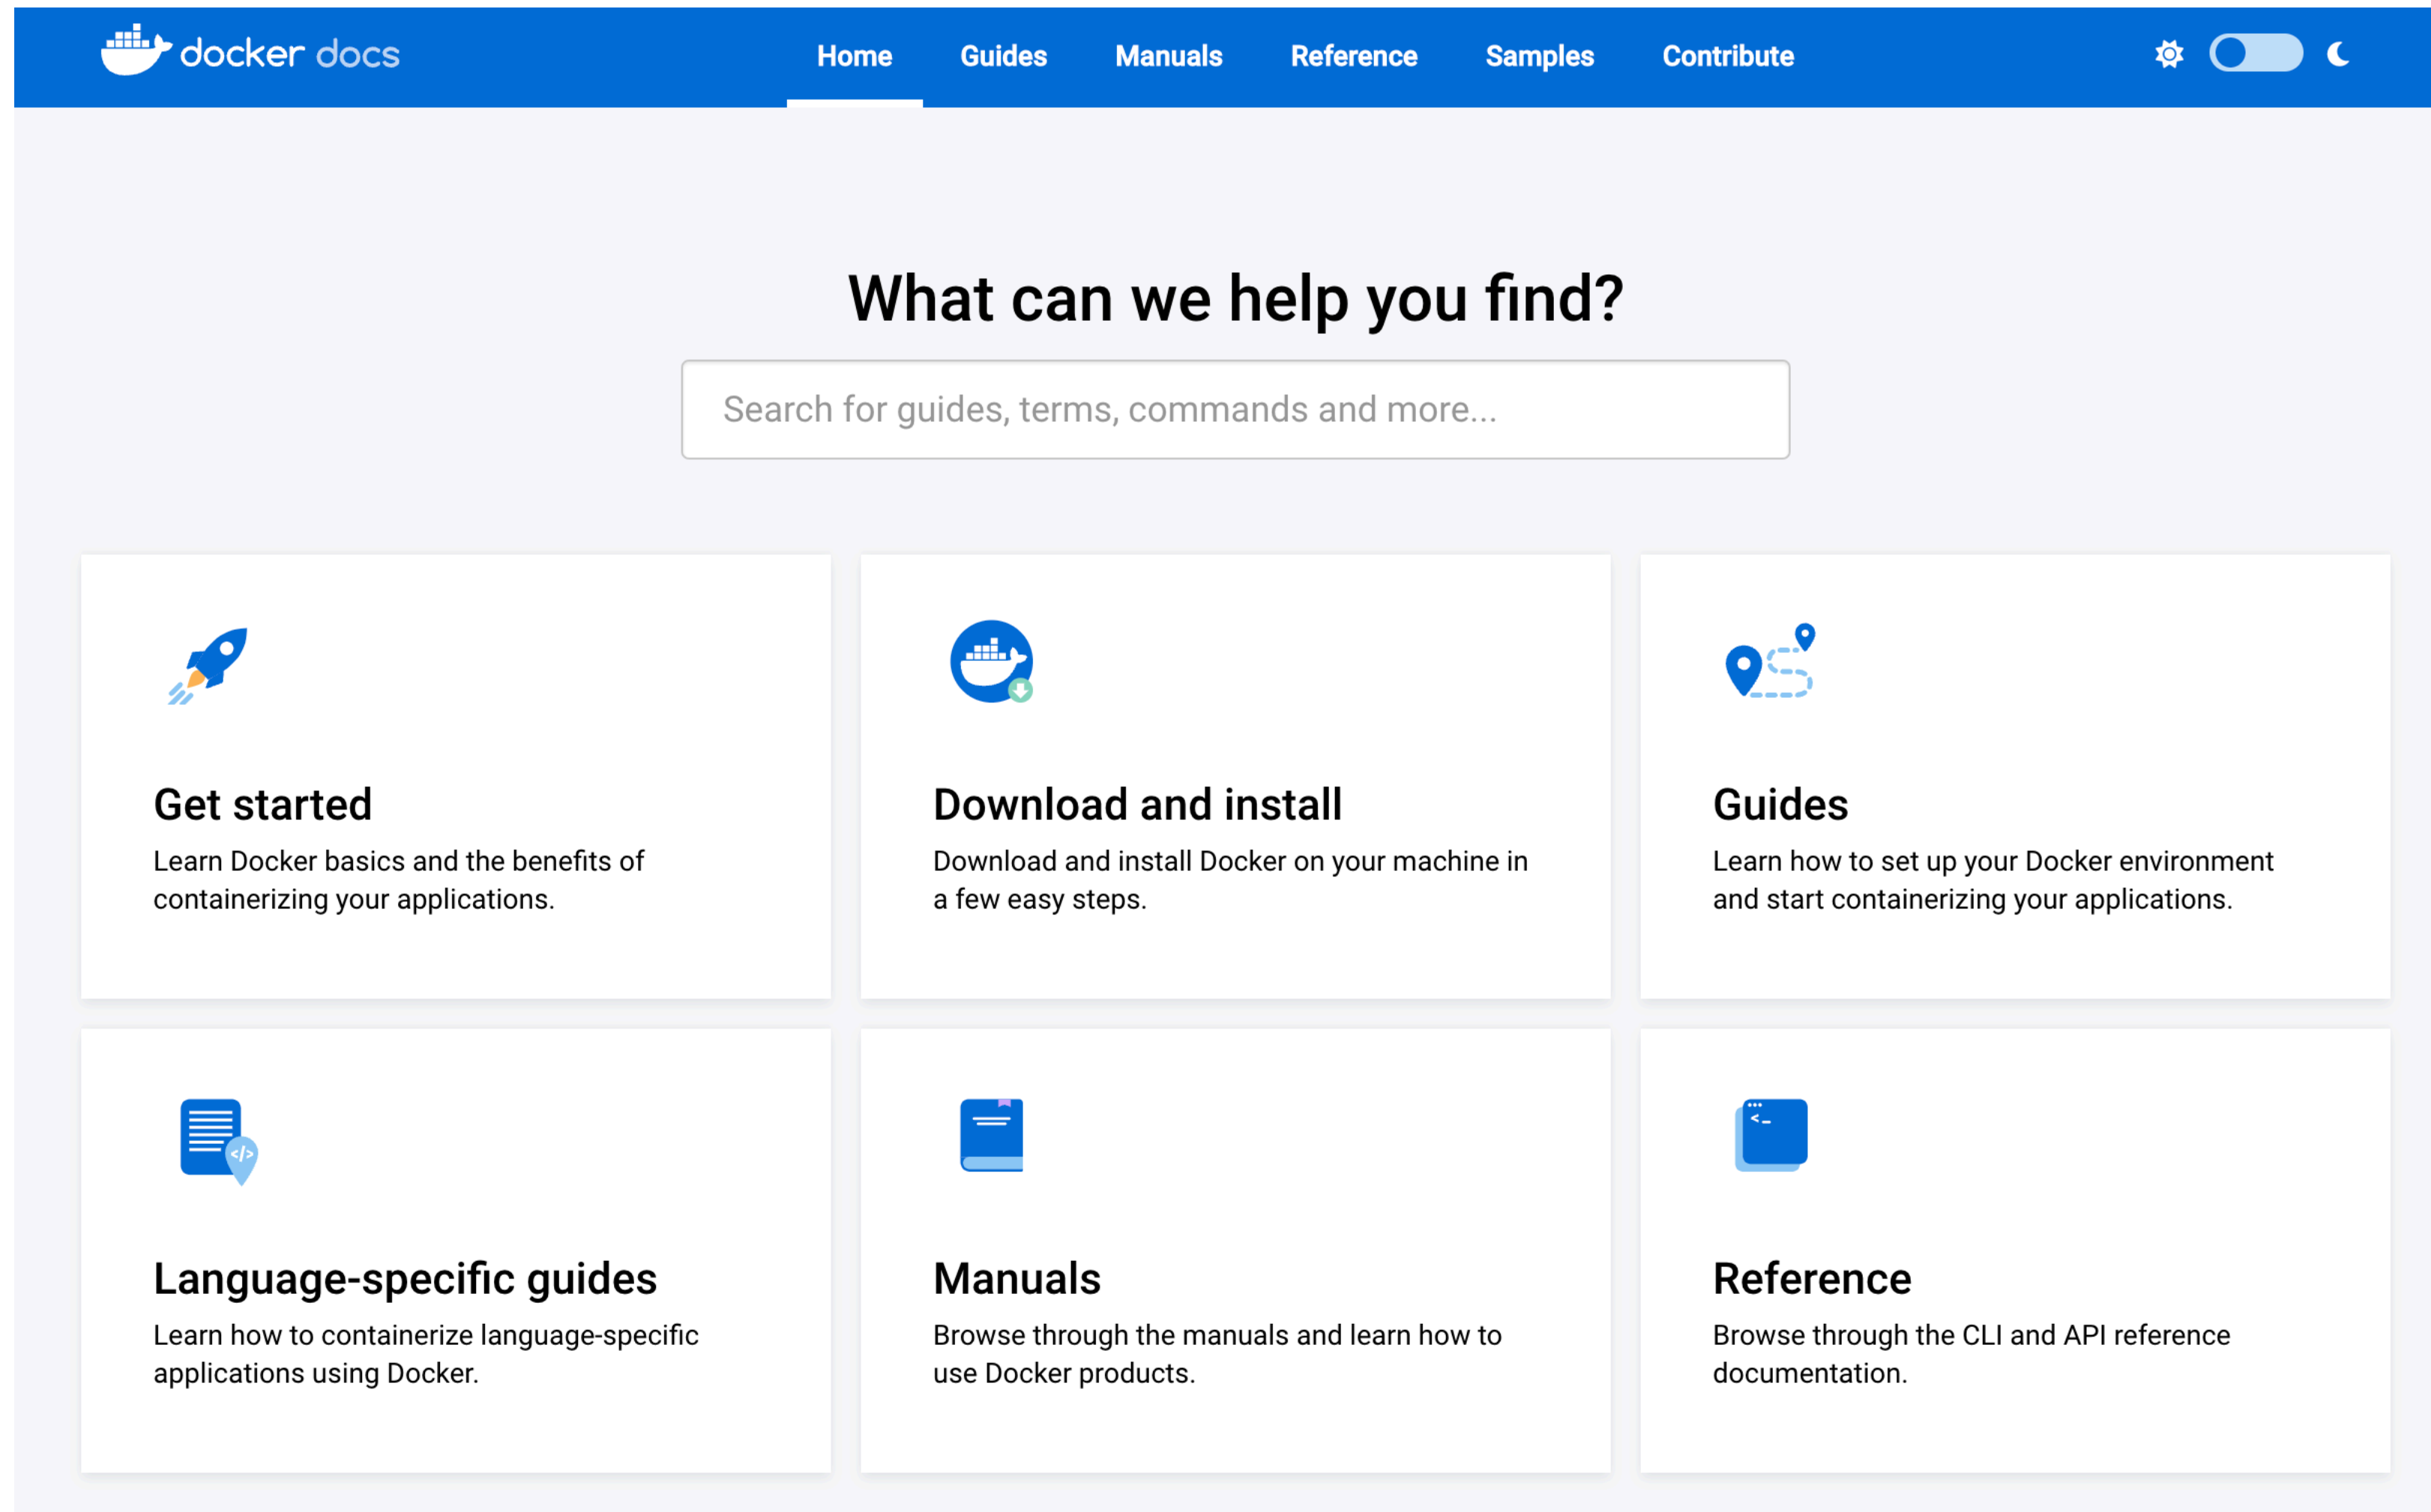 docker docs
Home Guides Manuals Reference Samples Contribute
What can we help you find?
Search for guides, terms, commands and more...
Get started
Learn Docker basics and the benefits of
containerizing your applications.
Download and install
Download and install Docker on your machine in
a few easy steps.
Guides
Learn how to set up your Docker environment
and start containerizing your applications.
</>
Language-specific guides
Learn how to containerize language-specific
applications using Docker.
Manuals
Browse through the manuals and learn how to
use Docker products.
<_
Reference
Browse through the CLI and API reference
documentation.